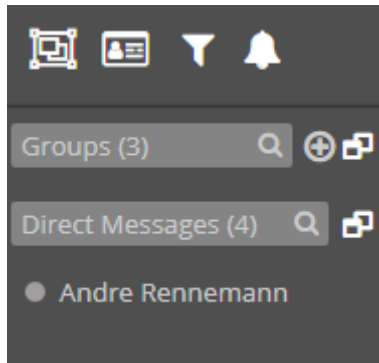 Groups (3)
Direct Messages (4)
Andre Rennemann